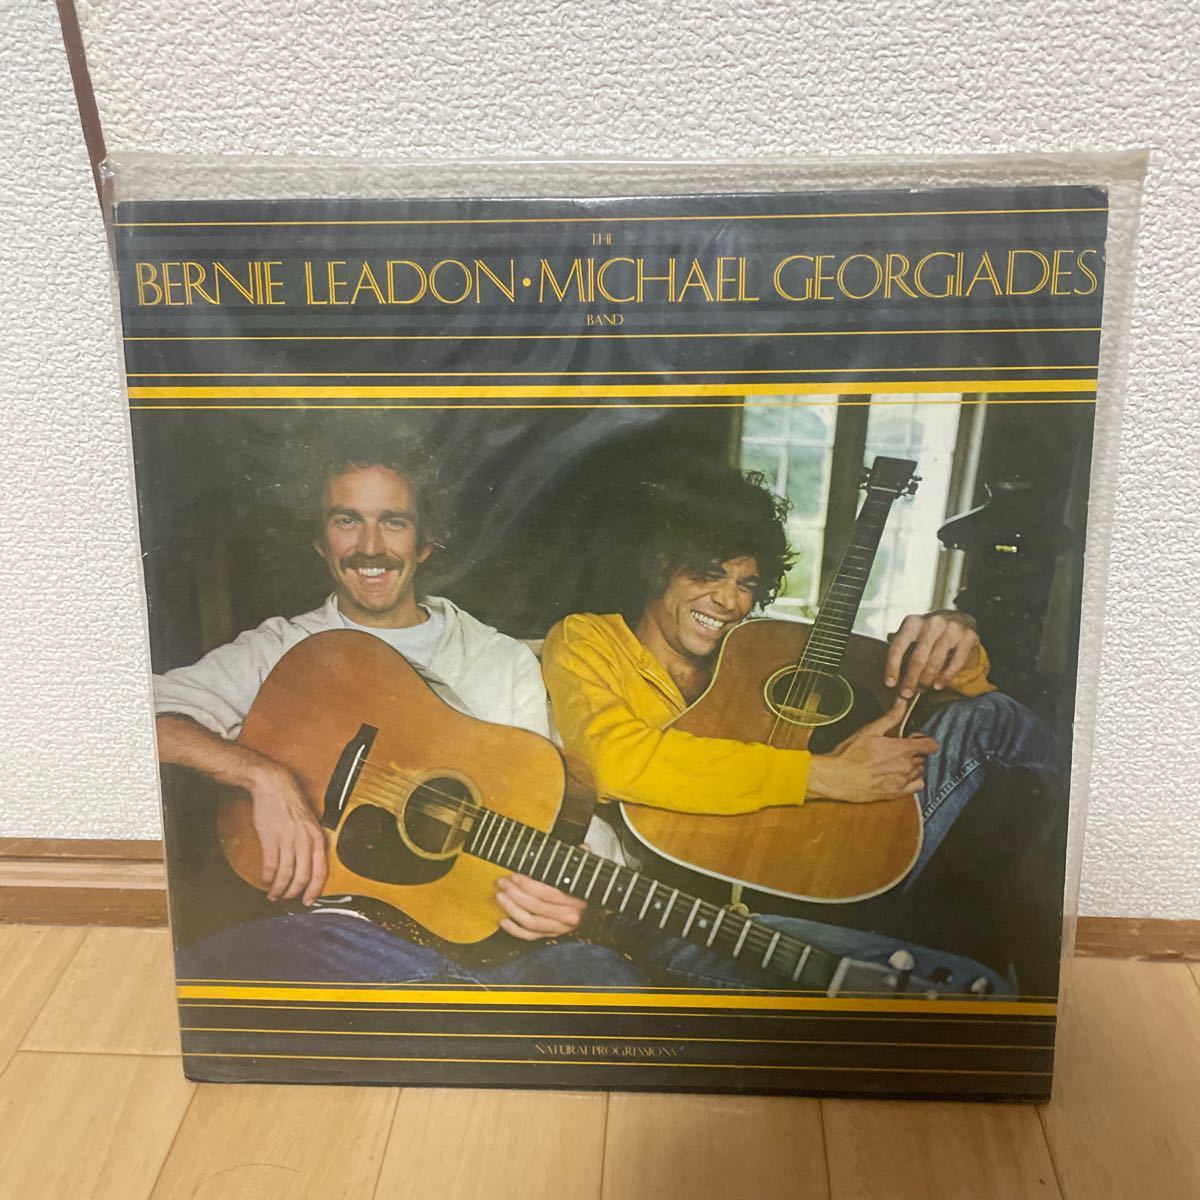 THE
BERNIE LEADON • MICHAEL GEORGIADES
BAND
NATURAL PROGRESSIONS